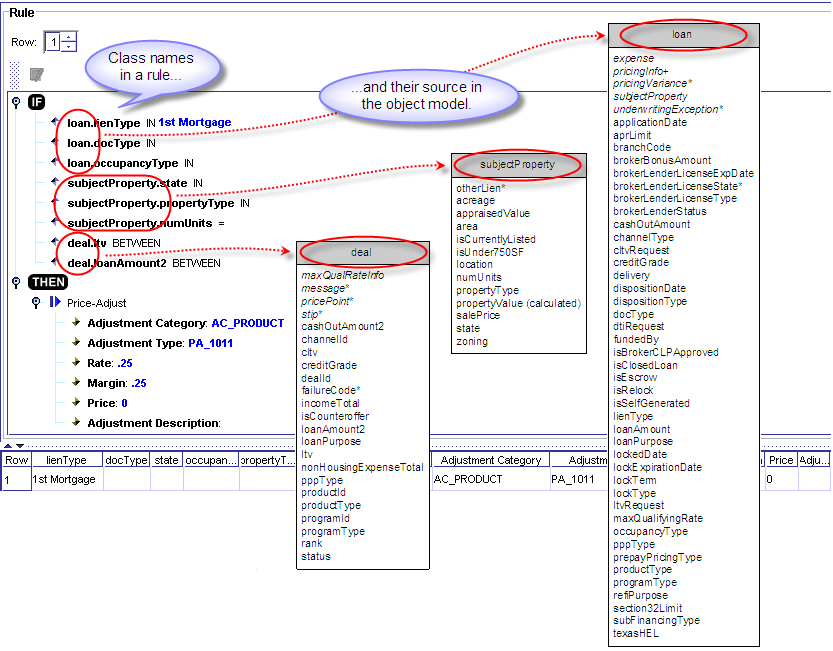 Rule
Row: 1
Class names
in a rule...
...and their source in
the object model.
IF
loan.lienType IN 1st Mortgage
loan.docType IN
loan.occupancyType IN
subjectProperty.state IN
subjectProperty.propertyType IN
subjectProperty.numUnits =
deal.ltv BETWEEN
deal.loanAmount2 BETWEEN
THEN
Price-Adjust
Adjustment Category: AC_PRODUCT
Adjustment Type: PA_1011
Rate: .25
Margin: .25
Price: 0
Adjustment Description:
deal
maxQualRateInfo
message*
pricePoint*
stip*
cashOutAmount2
channelId
cltv
creditGrade
dealId
failureCode*
incomeTotal
isCounteroffer
loanAmount2
loanPurpose
ltv
nonHousingExpenseTotal
pppType
productId
productType
programId
programType
rank
status
subjectProperty
otherLien*
acreage
appraisedValue
area
isCurrentlyListed
isUnder750SF
location
numUnits
propertyType
propertyValue (calculated)
salePrice
state
zoning
loan
expense
pricingInfo+
pricingVariance*
subjectProperty
underwritingException*
applicationDate
aprLimit
branchCode
brokerBonusAmount
brokerLenderLicenseExpDate
brokerLenderLicenseState*
brokerLenderLicenseType
brokerLenderStatus
cashOutAmount
channelType
cltvRequest
creditGrade
delivery
dispositionDate
dispositionType
docType
dtiRequest
fundedBy
isBrokerCLPApproved
isClosedLoan
isEscrow
isRelock
isSelfGenerated
lienType
loanAmount
loanPurpose
lockedDate
lockExpirationDate
lockTerm
lockType
ltvRequest
maxQualifyingRate
occupancyType
pppType
prepayPricingType
productType
programType
refiPurpose
section32Limit
subFinancingType
texasHEL
Row lienType docType state occupan... propertyT... Adjustment Category Adjustm Price Adju...
1 1st Mortgage AC_PRODUCT PA_1011 0